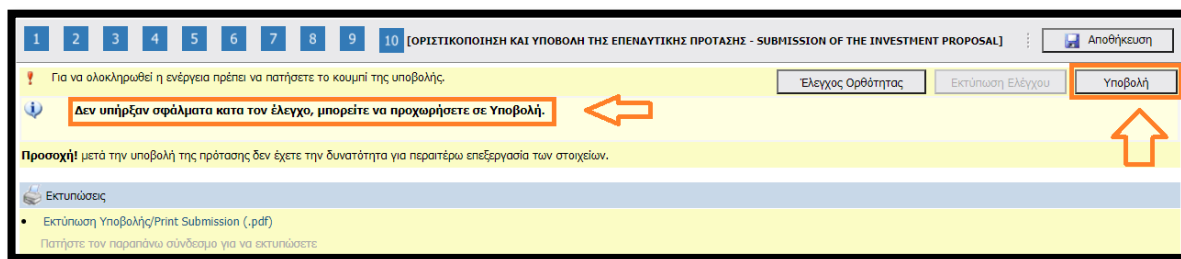 1 2 3 4 5 6 7 8 9 10 [ΟΡΙΣΤΙΚΟΠΟΙΗΣΗ ΚΑΙ ΥΠΟΒΟΛΗ ΤΗΣ ΕΠΕΝΔΥΤΙΚΗΣ ΠΡΟΤΑΣΗΣ - SUBMISSION OF THE INVESTMENT PROPOSAL] Αποθήκευση
Για να ολοκληρωθεί η ενέργεια πρέπει να πατήσετε το κουμπί της υποβολής. Έλεγχος Ορθότητας Εκτύπωση Ελέγχου Υποβολή
Δεν υπήρξαν σφάλματα κατα τον έλεγχο, μπορείτε να προχωρήσετε σε Υποβολή.
Προσοχή! μετά την υποβολή της πρότασης δεν έχετε την δυνατότητα για περαιτέρω επεξεργασία των στοιχείων.
Εκτυπώσεις
• Εκτύπωση Υποβολής/Print Submission (.pdf)
Πατήστε τον παραπάνω σύνδεσμο για να εκτυπώσετε